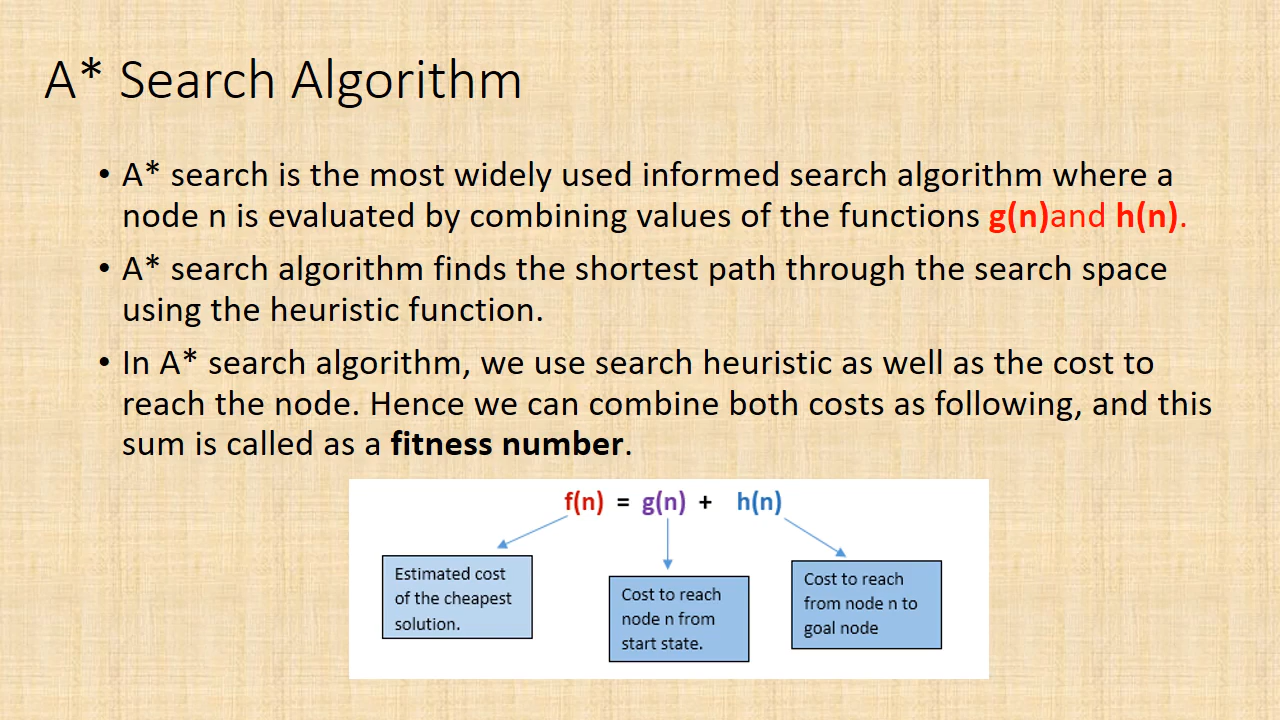 A* Search Algorithm
• A* search is the most widely used informed search algorithm where a
node n is evaluated by combining values of the functions g(n)and h(n).
• A* search algorithm finds the shortest path through the search space
using the heuristic function.
• In A* search algorithm, we use search heuristic as well as the cost to
reach the node. Hence we can combine both costs as following, and this
sum is called as a fitness number.
f(n) = g(n) + h(n)
Estimated cost
of the cheapest
solution.
Cost to reach
node n from
start state.
Cost to reach
from node n to
goal node